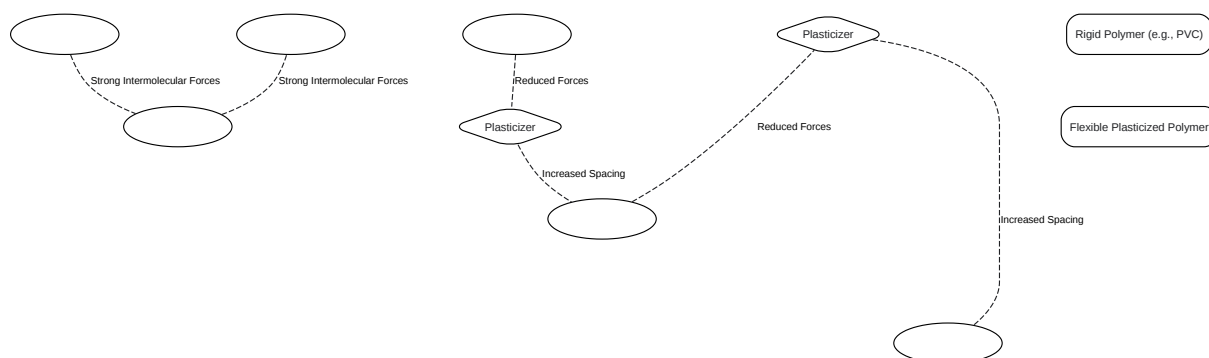 Plasticizer
Rigid Polymer (e.g., PVC)
Strong Intermolecular Forces
Strong Intermolecular Forces
Reduced Forces
Plasticizer
Reduced Forces
Flexible Plasticized Polymer
Increased Spacing
Increased Spacing